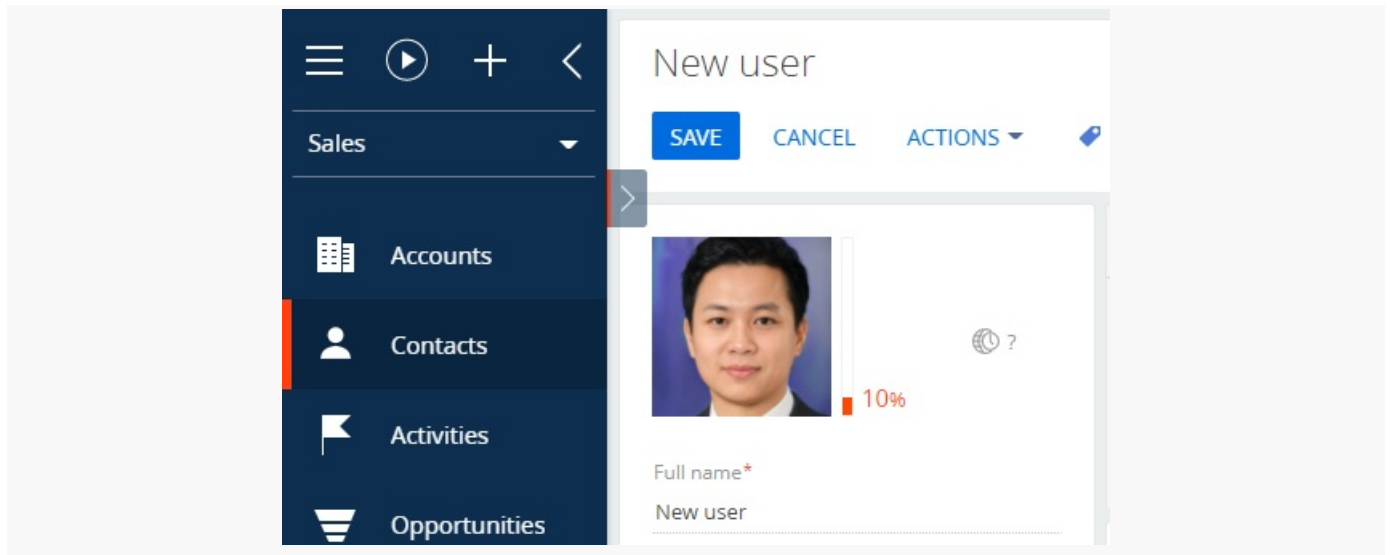 New user
Sales
SAVE CANCEL ACTIONS
Accounts
Contacts
Activities
Opportunities
?
10%
Full name*
New user